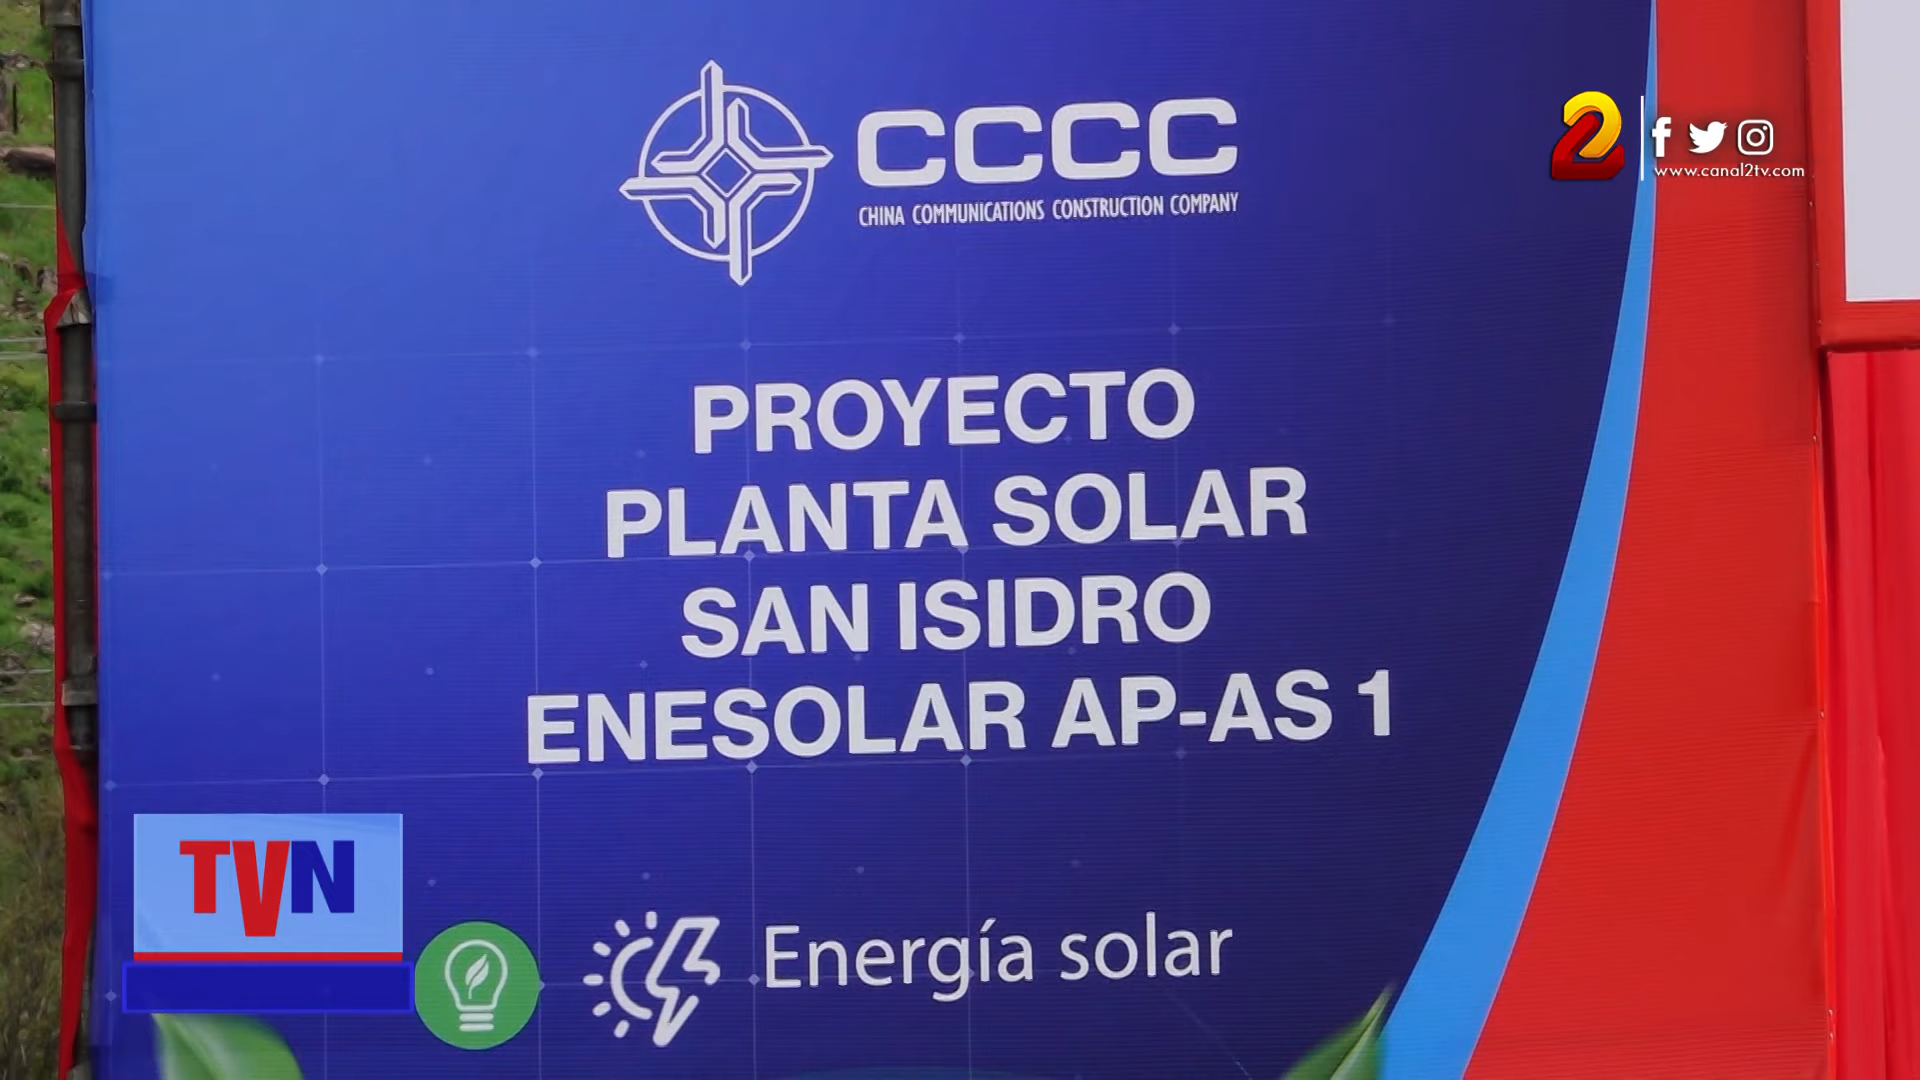 CCCC
CHINA COMMUNICATIONS CONSTRUCTION COMPANY
2
www.canal2tv.com
PROYECTO
PLANTA SOLAR
SAN ISIDRO
ENESOLAR AP-AS 1
TVN
Energía solar